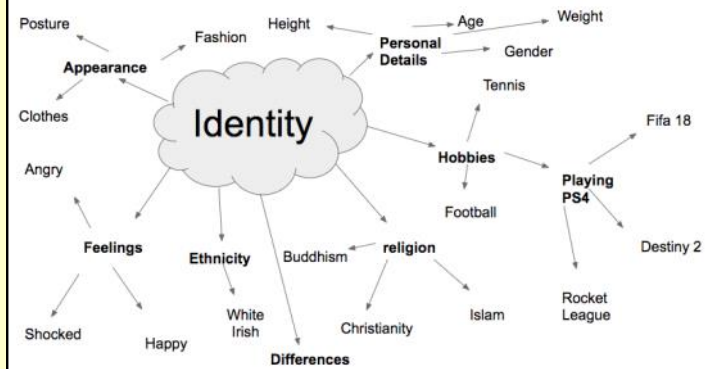 Identity
Appearance
Posture
Fashion
Clothes
Personal
Details
Height
Age
Weight
Gender
Hobbies
Tennis
Football
Playing
PS4
Fifa 18
Destiny 2
Rocket
League
religion
Buddhism
Christianity
Islam
Differences
Ethnicity
White
Irish
Feelings
Angry
Shocked
Happy